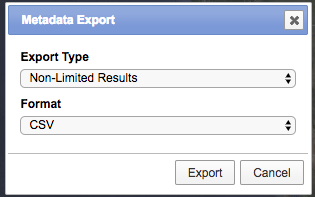 Metadata Export
Export Type
Non-Limited Results
Format
CSV
Export Cancel